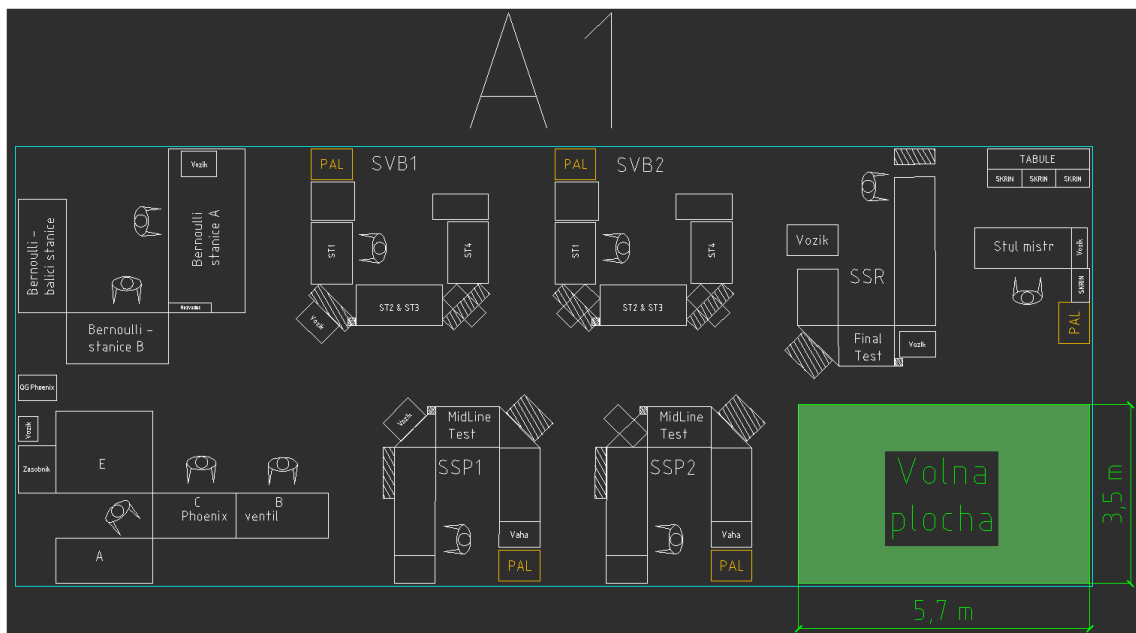 A 1
PAL
SVB1
PAL
SVB2
TABULE
SKRIN
SKRIN
SKRIN
Vozik
Bernoulli –
balici stanice
Bernoulli
stanice A
ST1
ST4
ST1
ST4
Vozik
SSR
Stul mistr
Vozik
SKRIN
PAL
ST2 & ST3
Vozik
ST2 & ST3
Bernoulli –
stanice B
Final
Test
Vozik
QG Phoenix
Vozik
Zasobnik
E
Vozik
MidLine
Test
SSP1
MidLine
Test
SSP2
Volna
plocha
3,5 m
C
Phoenix
B
ventil
A
Vaha
PAL
Vaha
PAL
5,7 m